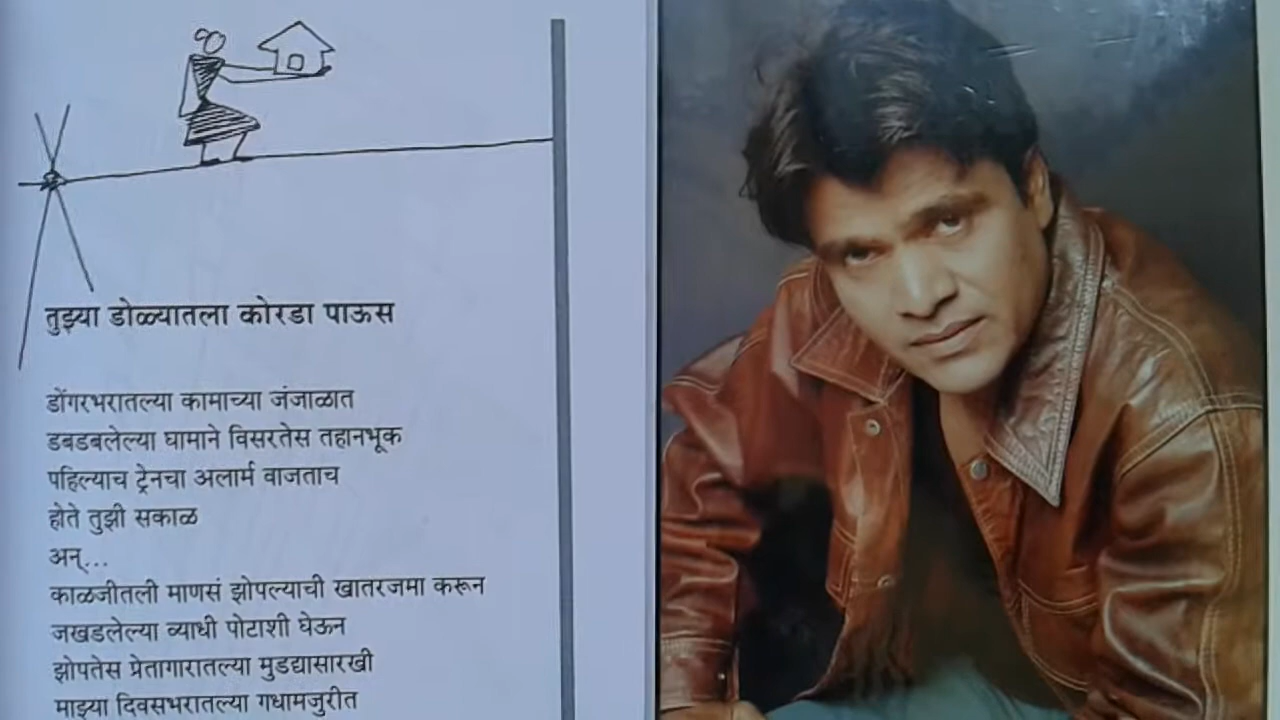 तुझ्या डोळ्यातला कोरडा पाऊस
डोंगरभरातल्या कामाच्या जंजाळात
डबडबलेल्या घामाने विसरतेस तहानभूक
पहिल्याच ट्रेनचा अलार्म वाजताच
होते तुझी सकाळ
अन्...
काळजीतली माणसं झोपल्याची खातरजमा करून
जखडलेल्या व्याधी पोटाशी घेऊन
झोपतेस प्रेतागारातल्या मुडद्यासारखी
माझ्या दिवसभरातल्या गधामजुरीत